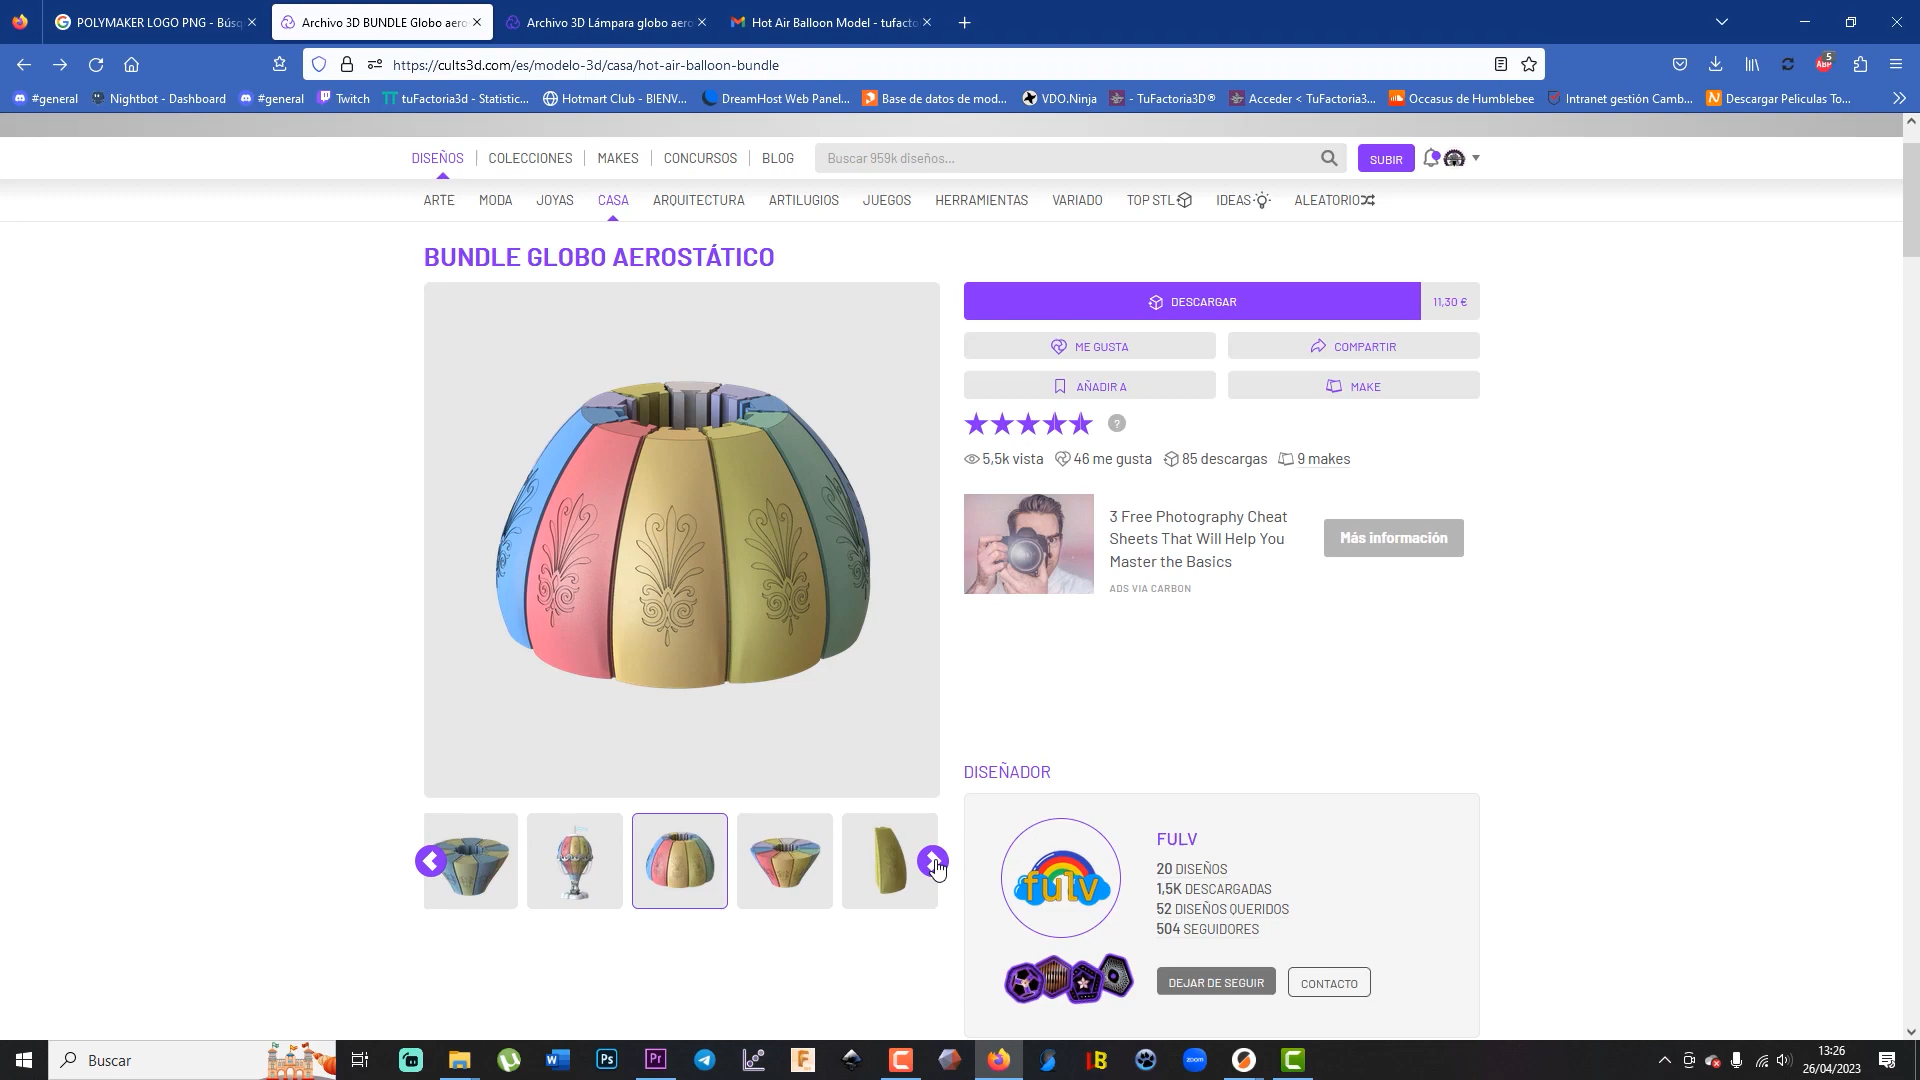 POLYMAKER LOGO PNG - Búsq
Archivo 3D BUNDLE Globo aero
Archivo 3D Lámpara globo aero
Hot Air Balloon Model - tufacto
https://cults3d.com/es/modelo-3d/casa/hot-air-balloon-bundle
5
ABP
#general
Nightbot - Dashboard
#general
Twitch
tuFactoria3d - Statistic...
Hotmart Club - BIENV...
DreamHost Web Panel...
Base de datos de mod...
VDO.Ninja
- TuFactoria3D®
Acceder < TuFactoria3...
Occasus de Humblebee
Intranet gestión Camb...
Descargar Peliculas To...
DISEÑOS
COLECCIONES
MAKES
CONCURSOS
BLOG
Buscar 959k diseños...
SUBIR
ARTE
MODA
JOYAS
CASA
ARQUITECTURA
ARTILUGIOS
JUEGOS
HERRAMIENTAS
VARIADO
TOP STL
IDEAS
ALEATORIO
BUNDLE GLOBO AEROSTÁTICO
DESCARGAR
11,30 €
ME GUSTA
COMPARTIR
AÑADIR A
MAKE
?
5,5k vista
46 me gusta
85 descargas
9 makes
3 Free Photography Cheat
Sheets That Will Help You
Master the Basics
ADS VIA CARBON
Más información
DISEÑADOR
fulv
FULV
20 DISEÑOS
1,5K DESCARGADAS
52 DISEÑOS QUERIDOS
504 SEGUIDORES
DEJAR DE SEGUIR
CONTACTO
Buscar
Ps
Pr
zoom
13:26
26/04/2023